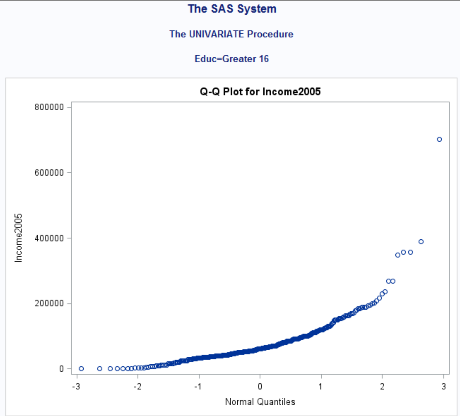 The SAS System
The UNIVARIATE Procedure
Educ=Greater 16
Q-Q Plot for Income2005
800000
600000
400000
200000
0
Income2005
-3 -2 -1 0 1 2 3
Normal Quantiles